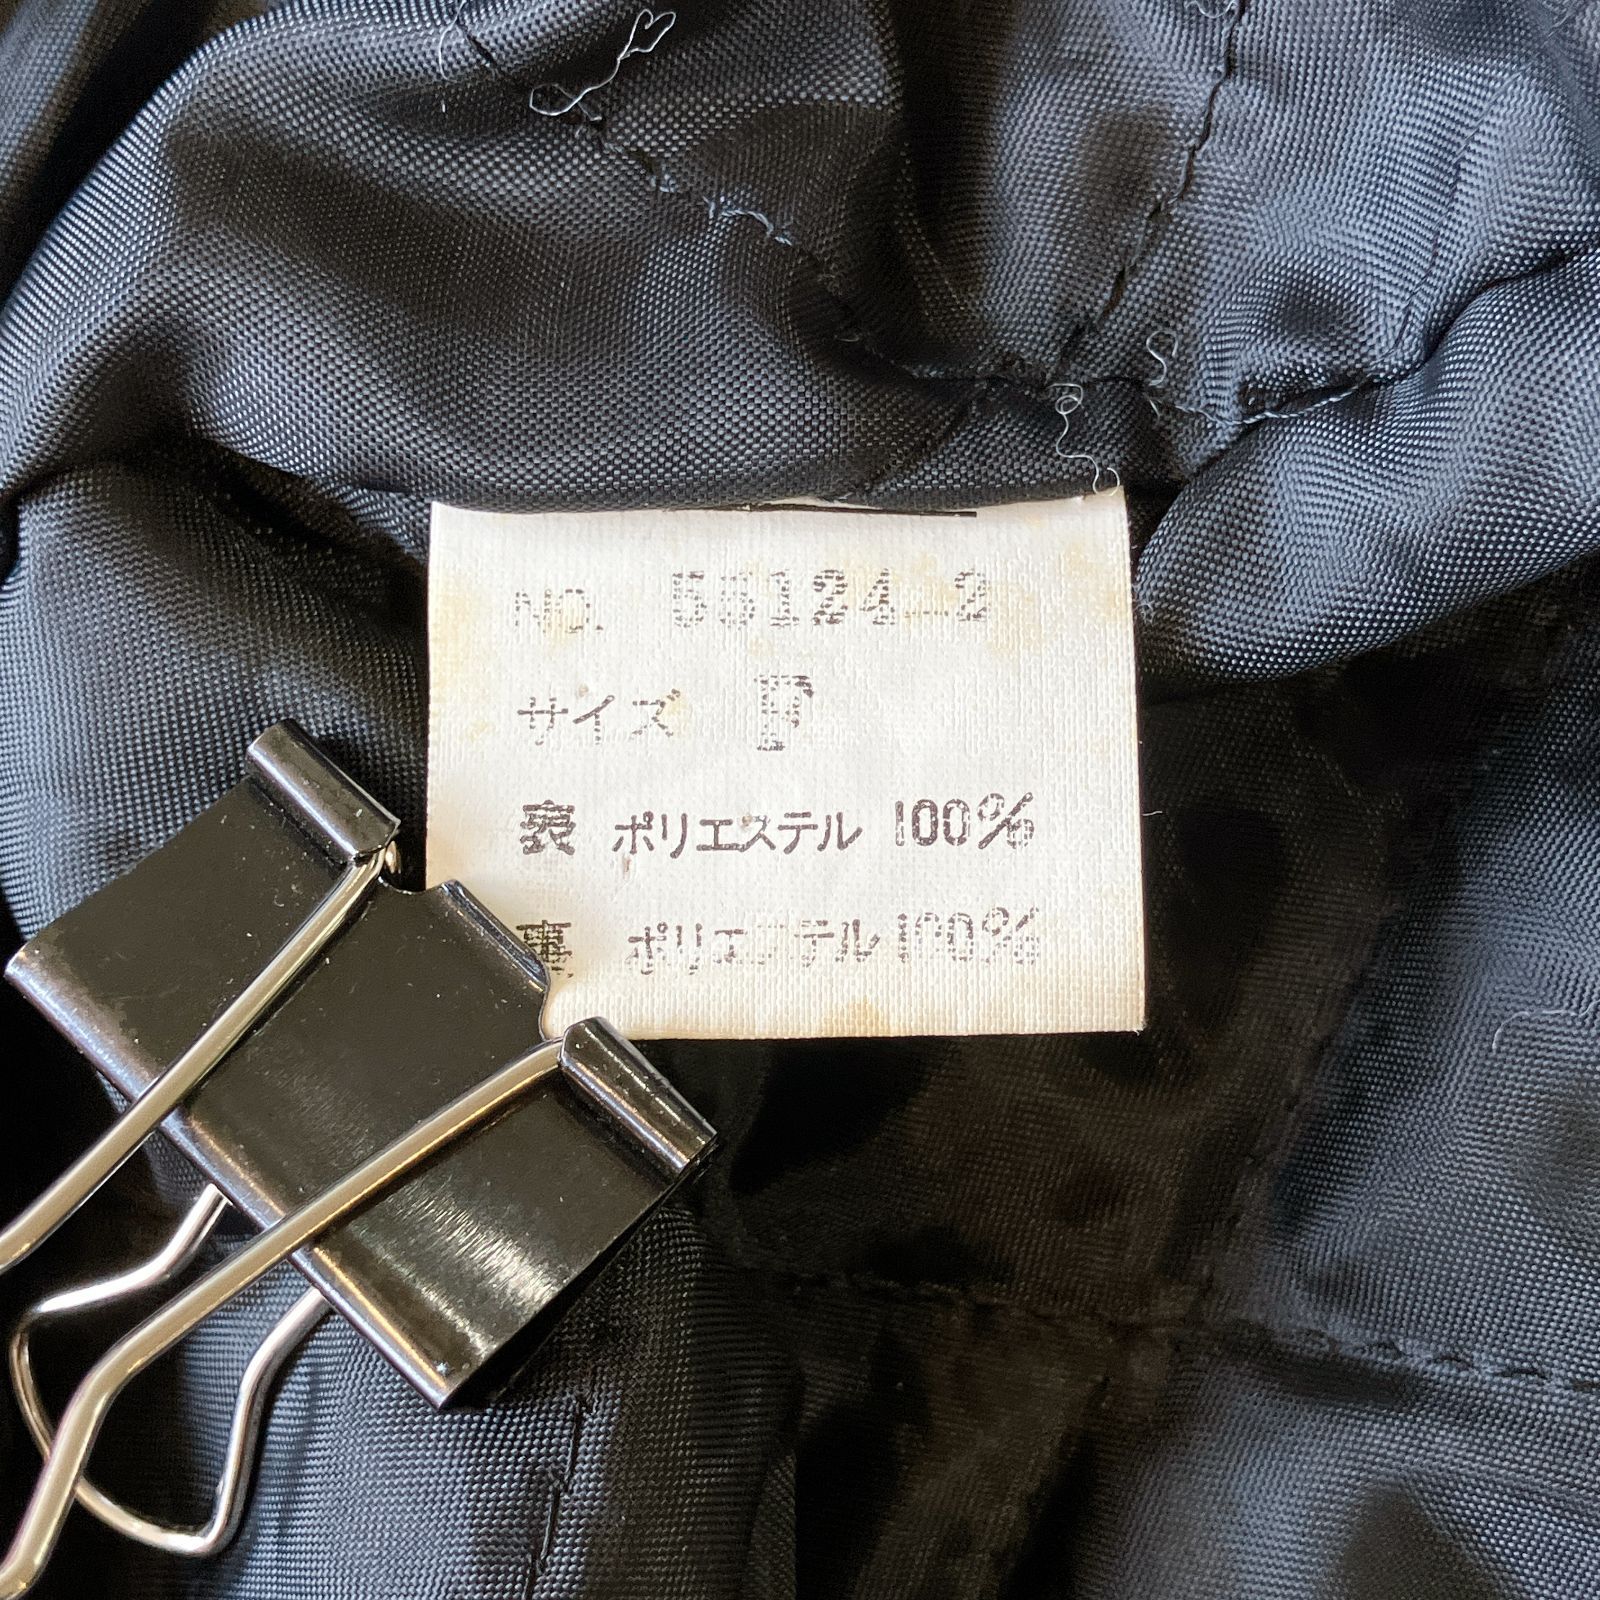 NO. 56124-2
サイズ F
表 ポリエステル 100%
裏 ポリエステル 100%